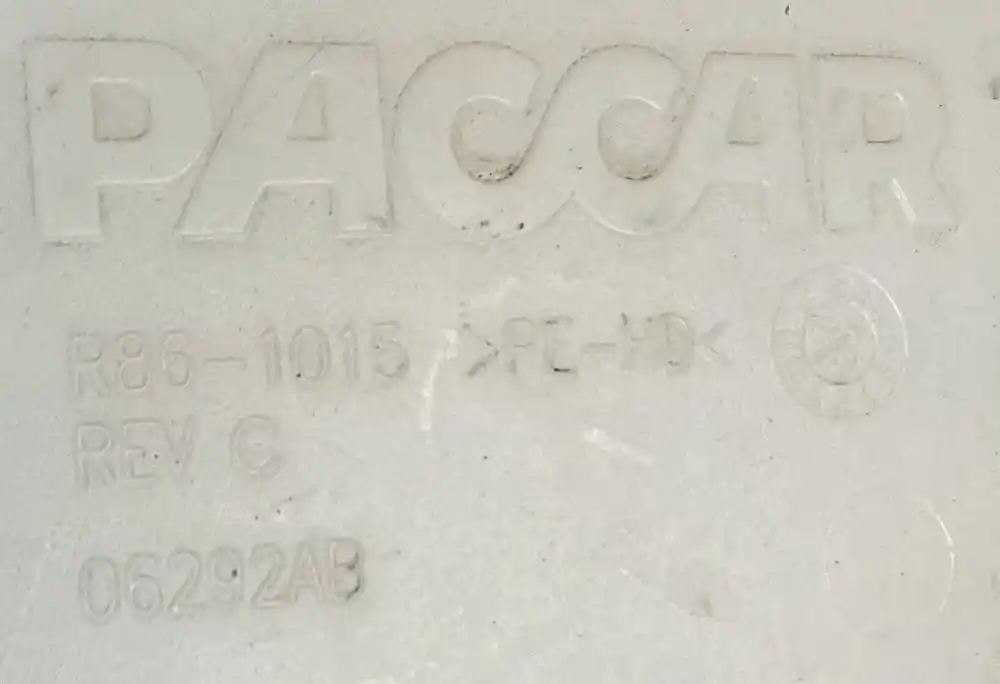 PACCAR
R86-1015 >PE-HD<
REV C
06292AB